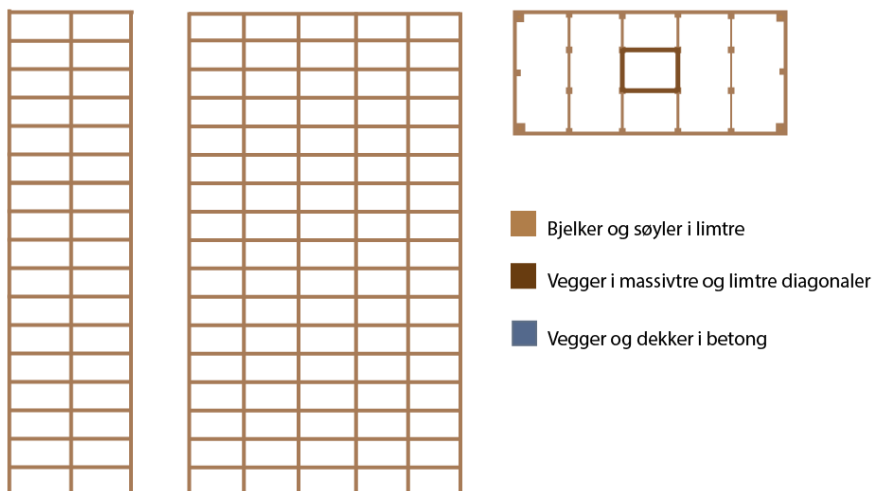 Bjelker og søyler i limtre
Vegger i massivtre og limtre diagonaler
Vegger og dekker i betong